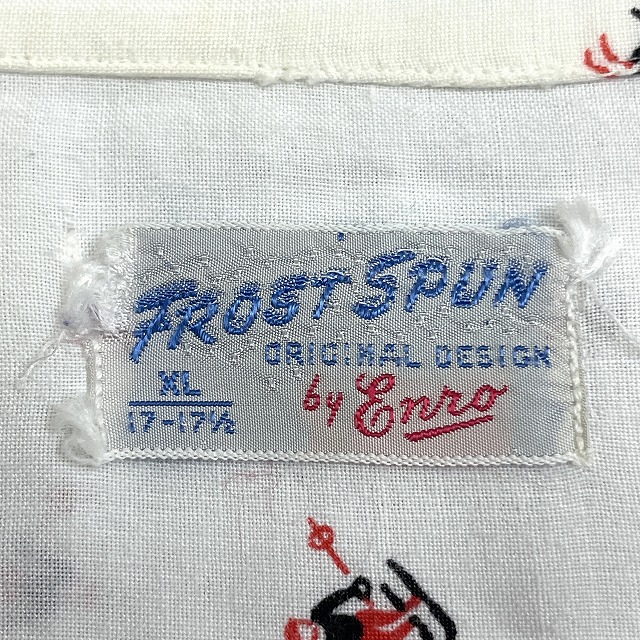 FROST SPUN
ORIGINAL DESIGN
XL
by Enro
17-17½